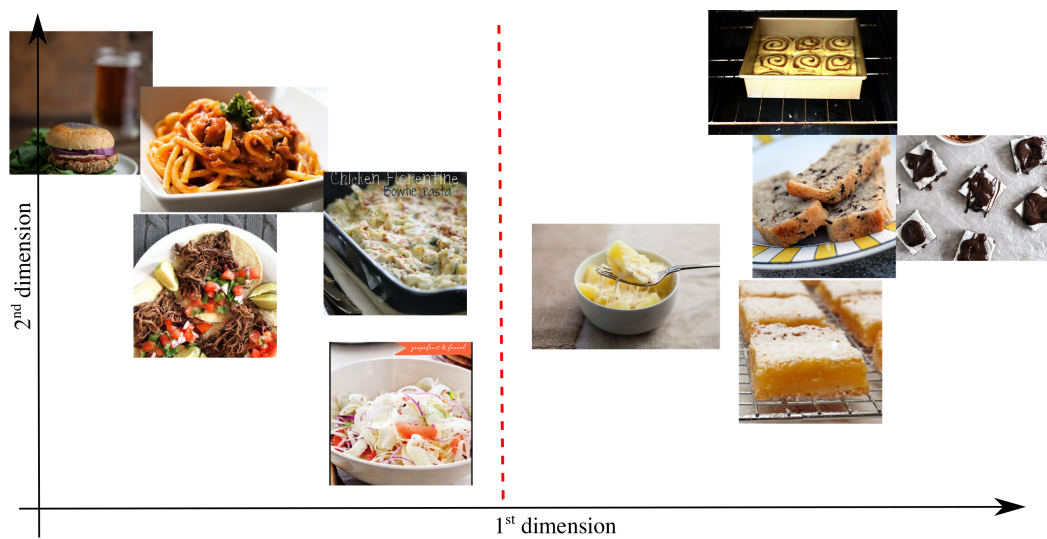 Chicken Florentine
Bowtie Pasta
2nd dimension
grapefruit & fennel
1st dimension